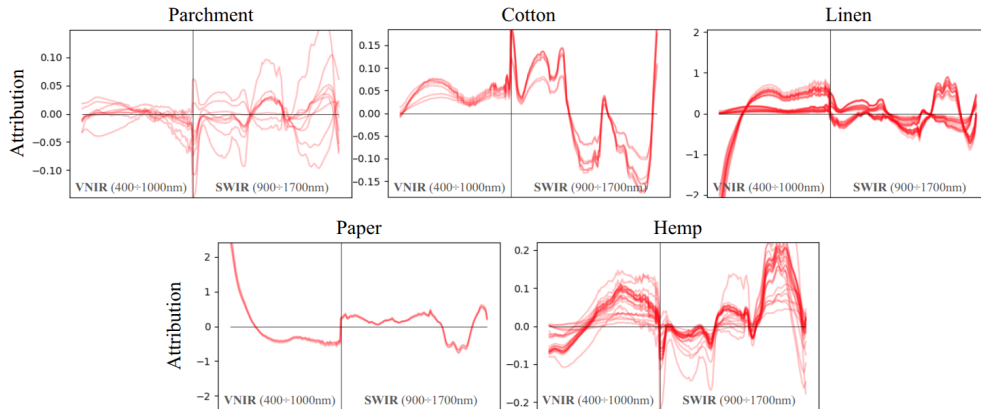 Parchment
Cotton
Linen
Attribution
0.10
0.05
0.00
−0.05
−0.10
VNIR (400÷1000nm)
SWIR (900÷1700nm)
0.15
0.10
0.05
0.00
0.05
0.10
0.15
VNIR (400÷1000nm)
SWIR (900÷1700nm)
2
1
0
−1
−2
VNIR (400÷1000nm)
SWIR (900÷1700nm)
Paper
Hemp
Attribution
2
1
0
−1
−2
VNIR (400÷1000nm)
SWIR (900÷1700nm)
0.2
0.1
0.0
−0.1
−0.2
VNIR (400÷1000nm)
SWIR (900÷1700nm)